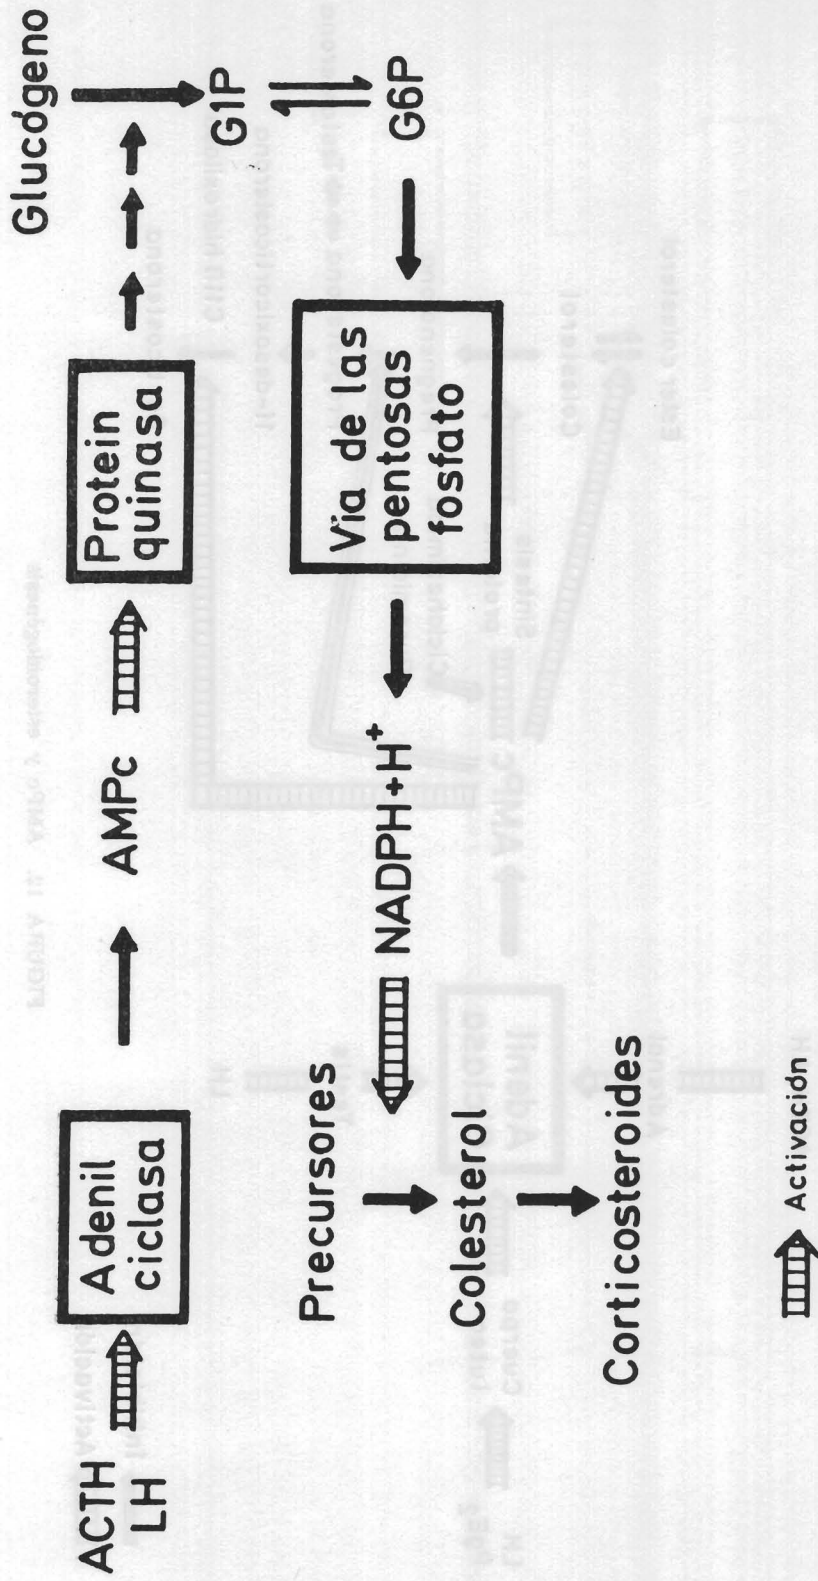 ACTH
LH
Adenil
ciclasa
AMPc
Protein
quinasa
Glucógeno
G1P
G6P
Vía de las
pentosas
fosfato
NADPH+H⁺
Precursores
Colesterol
Corticosteroides
Activación